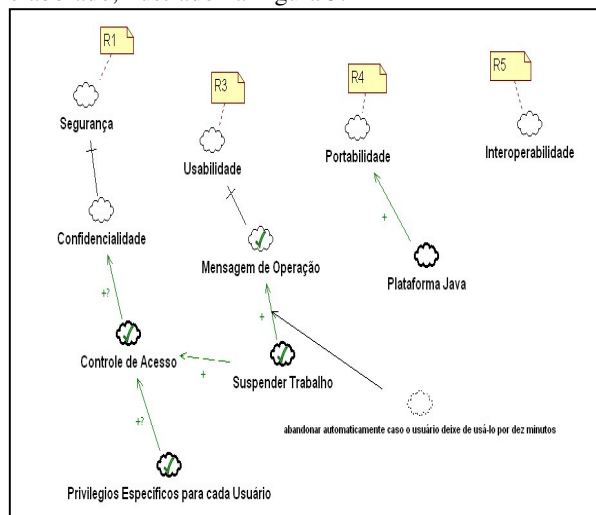 R1
R3
R4
R5
Segurança
Usabilidade
Portabilidade
Interoperabilidade
Confidencialidade
Mensagem de Operação
+
Plataforma Java
+?
+
Controle de Acesso
+
Suspender Trabalho
abandonar automaticamente caso o usuário deixe de usá-lo por dez minutos
+?
Privilegios Específicos para cada Usuário